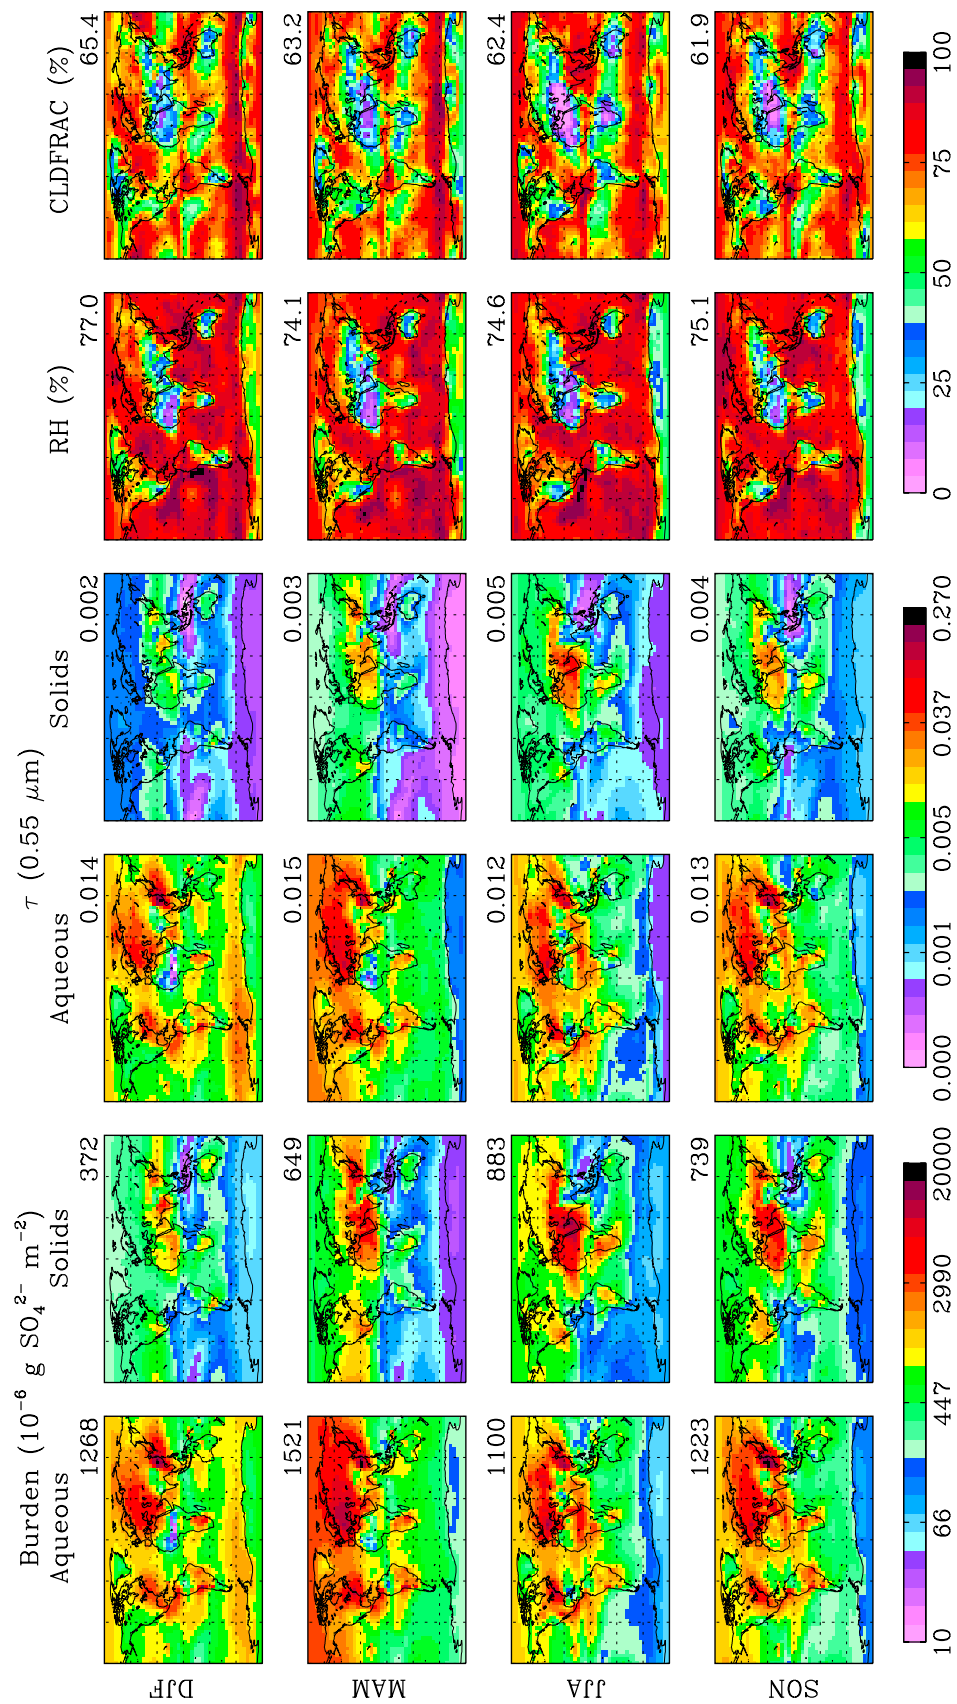 Burden (10⁻⁶ g SO₄²⁻ m⁻²)
τ (0.55 μm)
Aqueous
Solids
Aqueous
Solids
RH (%)
CLDFRAC (%)
DJF
1268
372
0.014
0.002
77.0
65.4
MAM
1521
649
0.015
0.003
74.1
63.2
JJA
1100
883
0.012
0.005
74.6
62.4
SON
1223
739
0.013
0.004
75.1
61.9
10 66 447 2990 20000
0.000 0.001 0.005 0.037 0.270
0 25 50 75 100